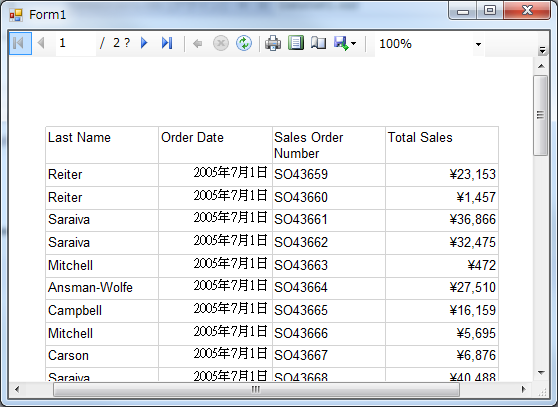 Form1
1 / 2 ? 100%
Last Name Order Date Sales Order Number Total Sales
Reiter 2005年7月1日 SO43659 ¥23,153
Reiter 2005年7月1日 SO43660 ¥1,457
Saraiva 2005年7月1日 SO43661 ¥36,866
Saraiva 2005年7月1日 SO43662 ¥32,475
Mitchell 2005年7月1日 SO43663 ¥472
Ansman-Wolfe 2005年7月1日 SO43664 ¥27,510
Campbell 2005年7月1日 SO43665 ¥16,159
Mitchell 2005年7月1日 SO43666 ¥5,695
Carson 2005年7月1日 SO43667 ¥6,876
Saraiva 2005年7月1日 SO43668 ¥40,488